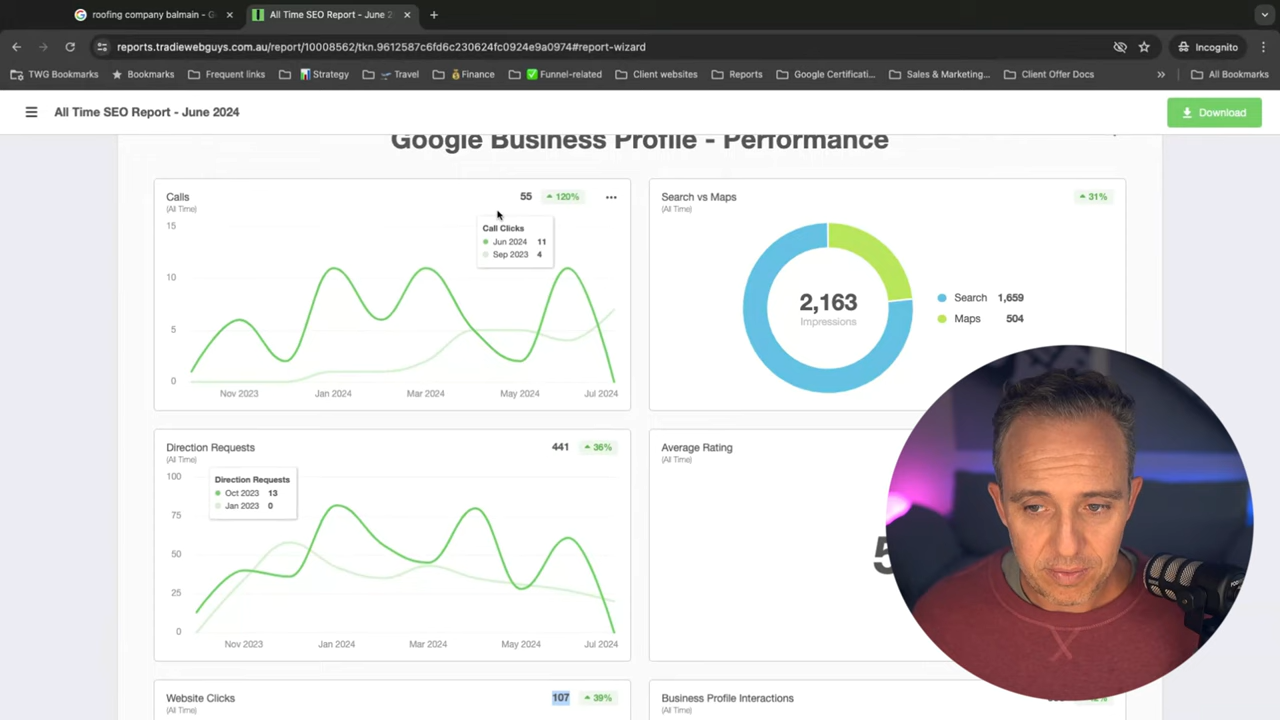 roofing company balmain - G
All Time SEO Report - June 2
reports.tradiewebguys.com.au/report/10008562/tkn.9612587c6fd6c230624fc0924e9a0974#report-wizard
Incognito
TWG Bookmarks
Bookmarks
Frequent links
Strategy
Travel
Finance
Funnel-related
Client websites
Reports
Google Certificati...
Sales & Marketing...
Client Offer Docs
»
All Bookmarks
All Time SEO Report - June 2024
Download
Google Business Profile - Performance
Calls
(All Time)
55
120%
Call Clicks
Jun 2024 11
Sep 2023 4
15
10
5
0
Nov 2023 Jan 2024 Mar 2024 May 2024 Jul 2024
Search vs Maps
(All Time)
31%
2,163
Impressions
Search 1,659
Maps 504
Direction Requests
(All Time)
441
36%
Direction Requests
Oct 2023 13
Jan 2023 0
100
75
50
25
0
Nov 2023 Jan 2024 Mar 2024 May 2024 Jul 2024
Average Rating
(All Time)
5
Website Clicks
(All Time)
107
39%
Business Profile Interactions
(All Time)